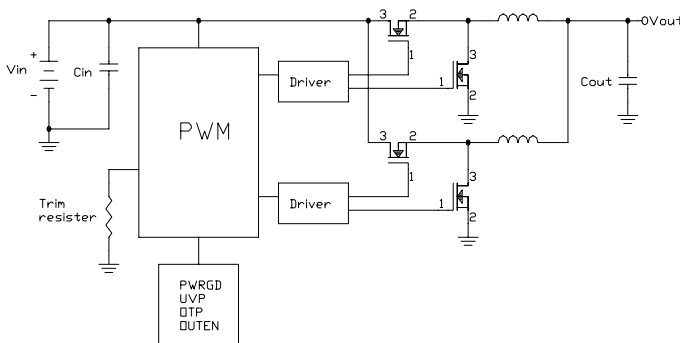 3 2
OVout
+
Vin
-
Cin
1
Driver
3
1
2
Cout
PWM
3 2
1
3
Trim
resister
Driver
1
2
PWRGD
UVP
OTP
OUTEN